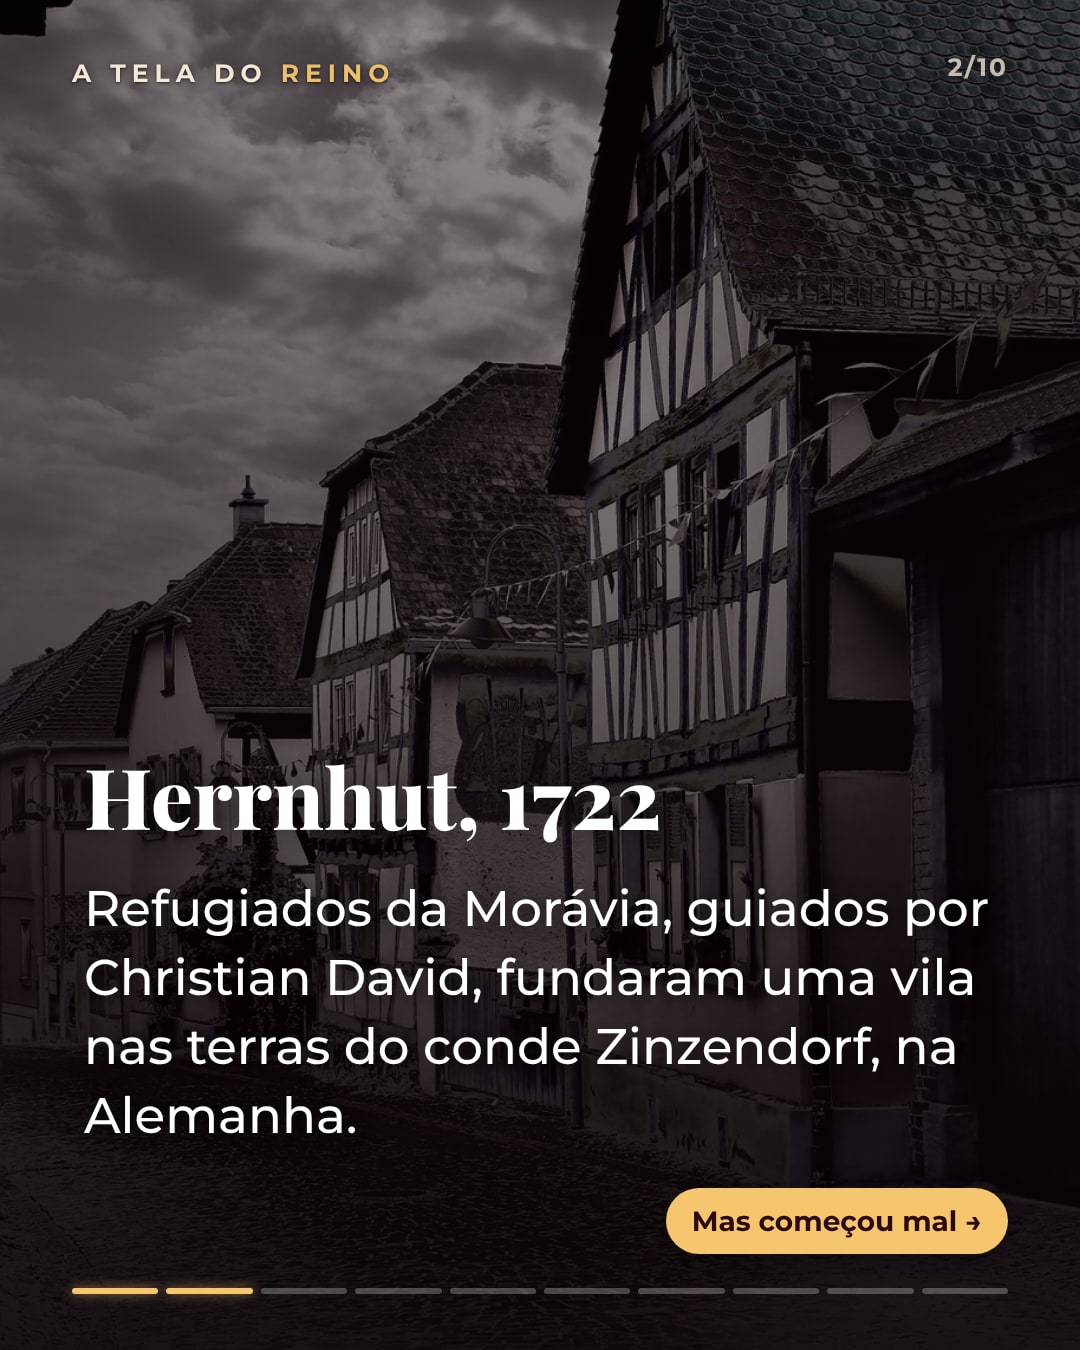 A TELA DO REINO
2/10
Herrnhut, 1722
Refugiados da Morávia, guiados por
Christian David, fundaram uma vila
nas terras do conde Zinzendorf, na
Alemanha.
Mas começou mal →